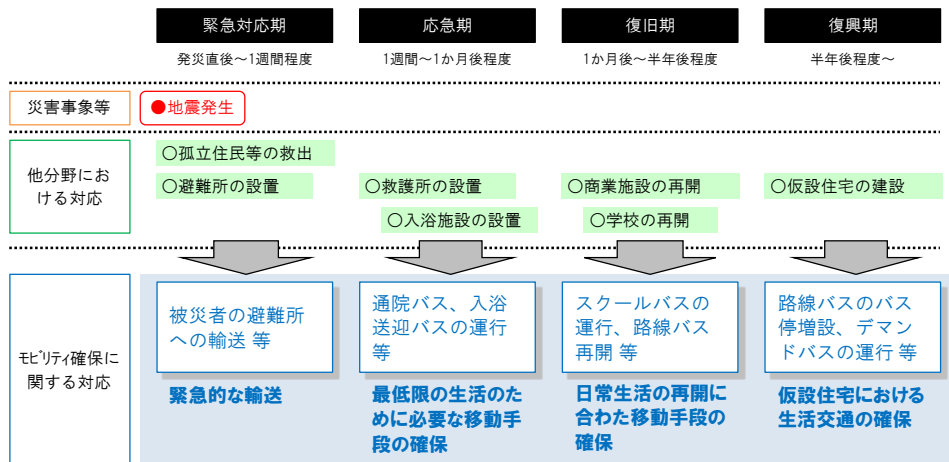 緊急対応期
応急期
復旧期
復興期
発災直後～1週間程度
1週間～1か月後程度
1か月後～半年後程度
半年後程度～
災害事象等
●地震発生
他分野にお
ける対応
○孤立住民等の救出
○避難所の設置
○救護所の設置
○入浴施設の設置
○商業施設の再開
○学校の再開
○仮設住宅の建設
ﾓﾋﾞﾘﾃｨ確保に
関する対応
被災者の避難所
への輸送 等
緊急的な輸送
通院バス、入浴
送迎バスの運行
等
最低限の生活のた
めに必要な移動手
段の確保
スクールバスの
運行、路線バス
再開 等
日常生活の再開に
合わた移動手段の
確保
路線バスのバス
停増設、デマン
ドバスの運行 等
仮設住宅における
生活交通の確保